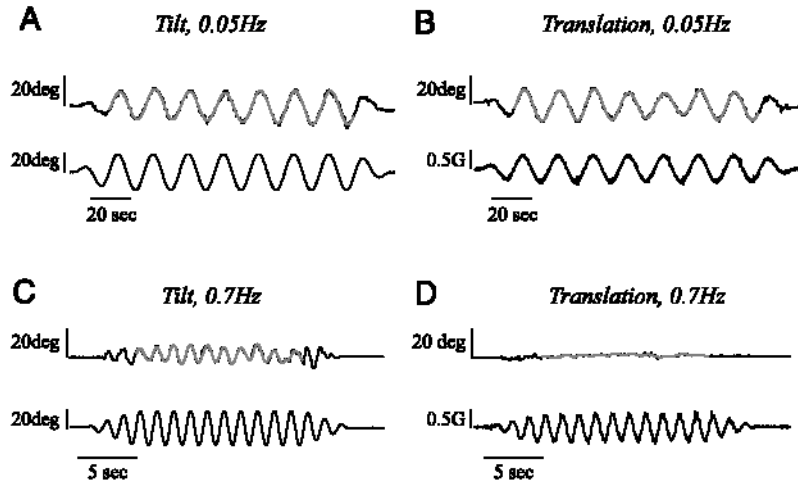 A
Tilt, 0.05Hz
20deg
20deg
20 sec
B
Translation, 0.05Hz
20deg
0.5G
20 sec
C
Tilt, 0.7Hz
20deg
20deg
5 sec
D
Translation, 0.7Hz
20 deg
0.5G
5 sec